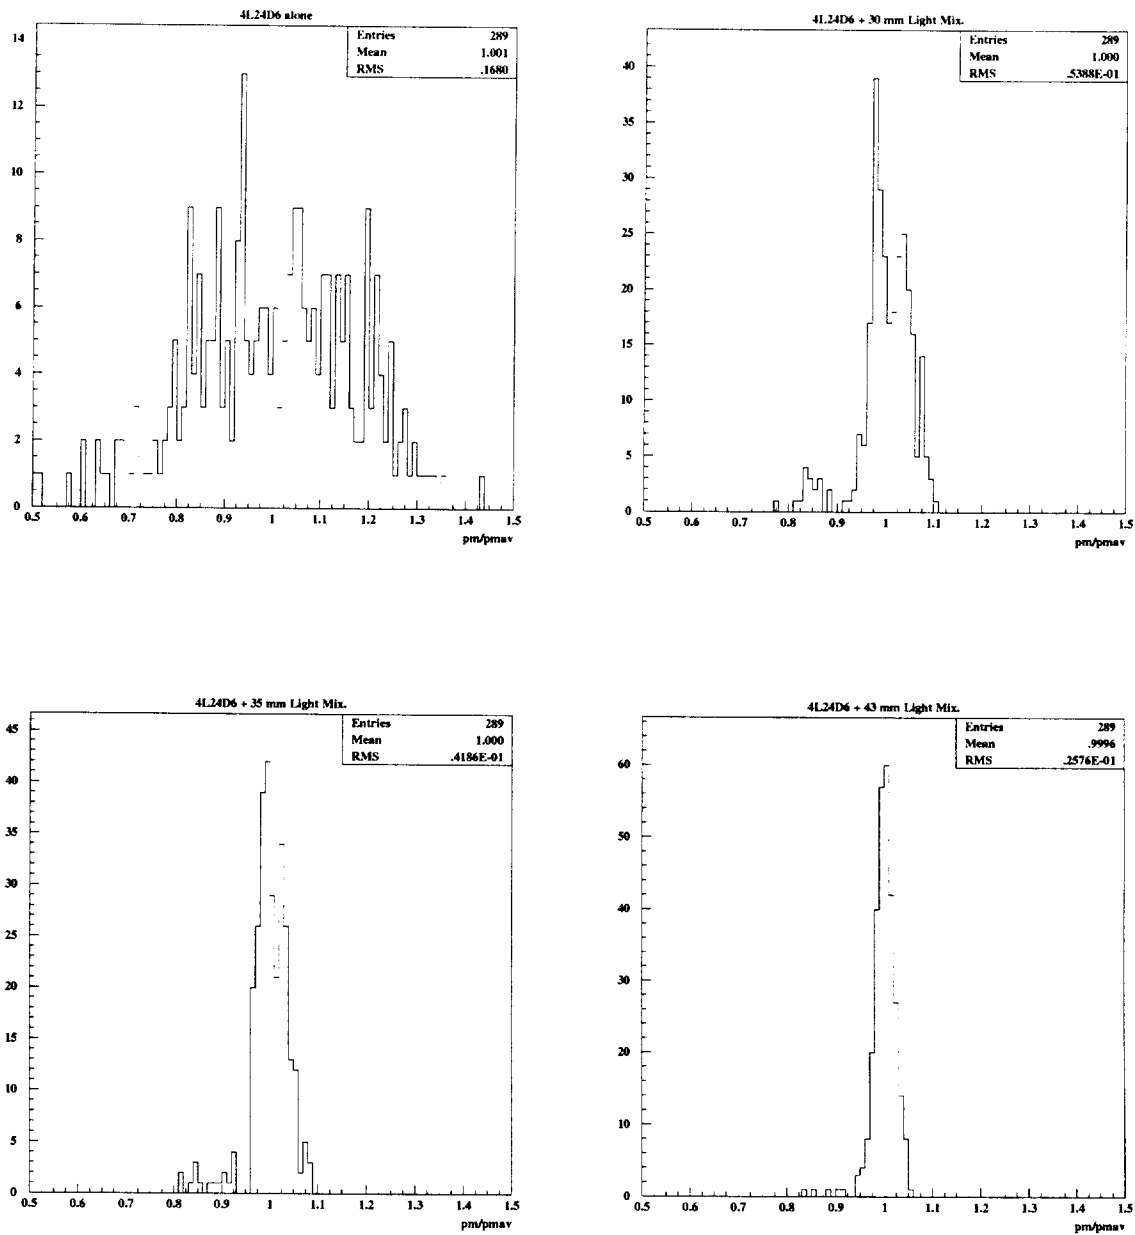 4L24D6 alone
Entries 289
Mean 1.001
RMS .1680
14
12
10
8
6
4
2
0
0.5 0.6 0.7 0.8 0.9 1 1.1 1.2 1.3 1.4 1.5
pm/pmav
4L24D6 + 30 mm Light Mix.
Entries 289
Mean 1.000
RMS .5388E-01
40
35
30
25
20
15
10
5
0
0.5 0.6 0.7 0.8 0.9 1 1.1 1.2 1.3 1.4 1.5
pm/pmav
4L24D6 + 35 mm Light Mix.
Entries 289
Mean 1.000
RMS .4186E-01
45
40
35
30
25
20
15
10
5
0
0.5 0.6 0.7 0.8 0.9 1 1.1 1.2 1.3 1.4 1.5
pm/pmav
4L24D6 + 43 mm Light Mix.
Entries 289
Mean .9996
RMS .2576E-01
60
50
40
30
20
10
0
0.5 0.6 0.7 0.8 0.9 1 1.1 1.2 1.3 1.4 1.5
pm/pmav